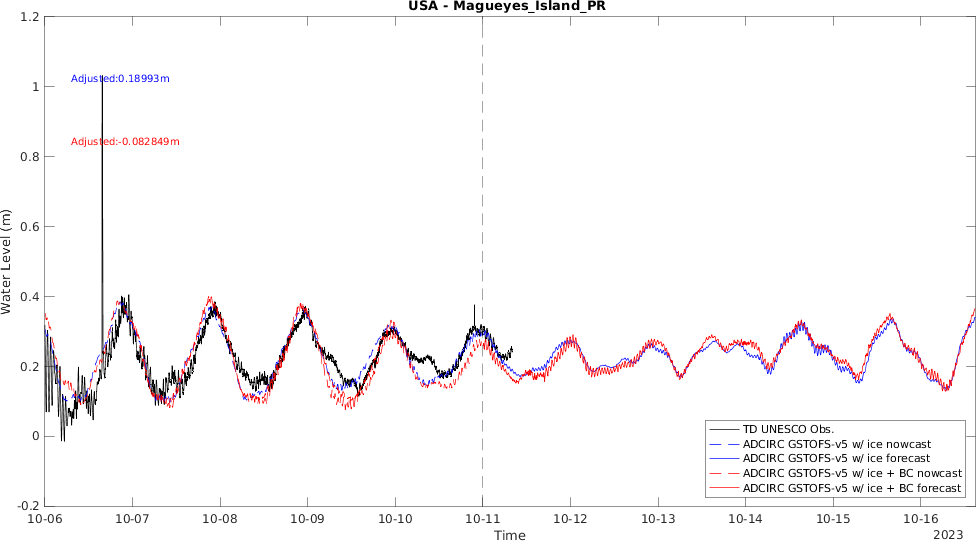 USA - Magueyes_Island_PR
1.2
1
0.8
0.6
0.4
0.2
0
-0.2
Water Level (m)
Adjusted:0.18993m
Adjusted:-0.082849m
TD UNESCO Obs.
ADCIRC GSTOFS-v5 w/ ice nowcast
ADCIRC GSTOFS-v5 w/ ice forecast
ADCIRC GSTOFS-v5 w/ ice + BC nowcast
ADCIRC GSTOFS-v5 w/ ice + BC forecast
10-06 10-07 10-08 10-09 10-10 10-11 10-12 10-13 10-14 10-15 10-16
Time
2023